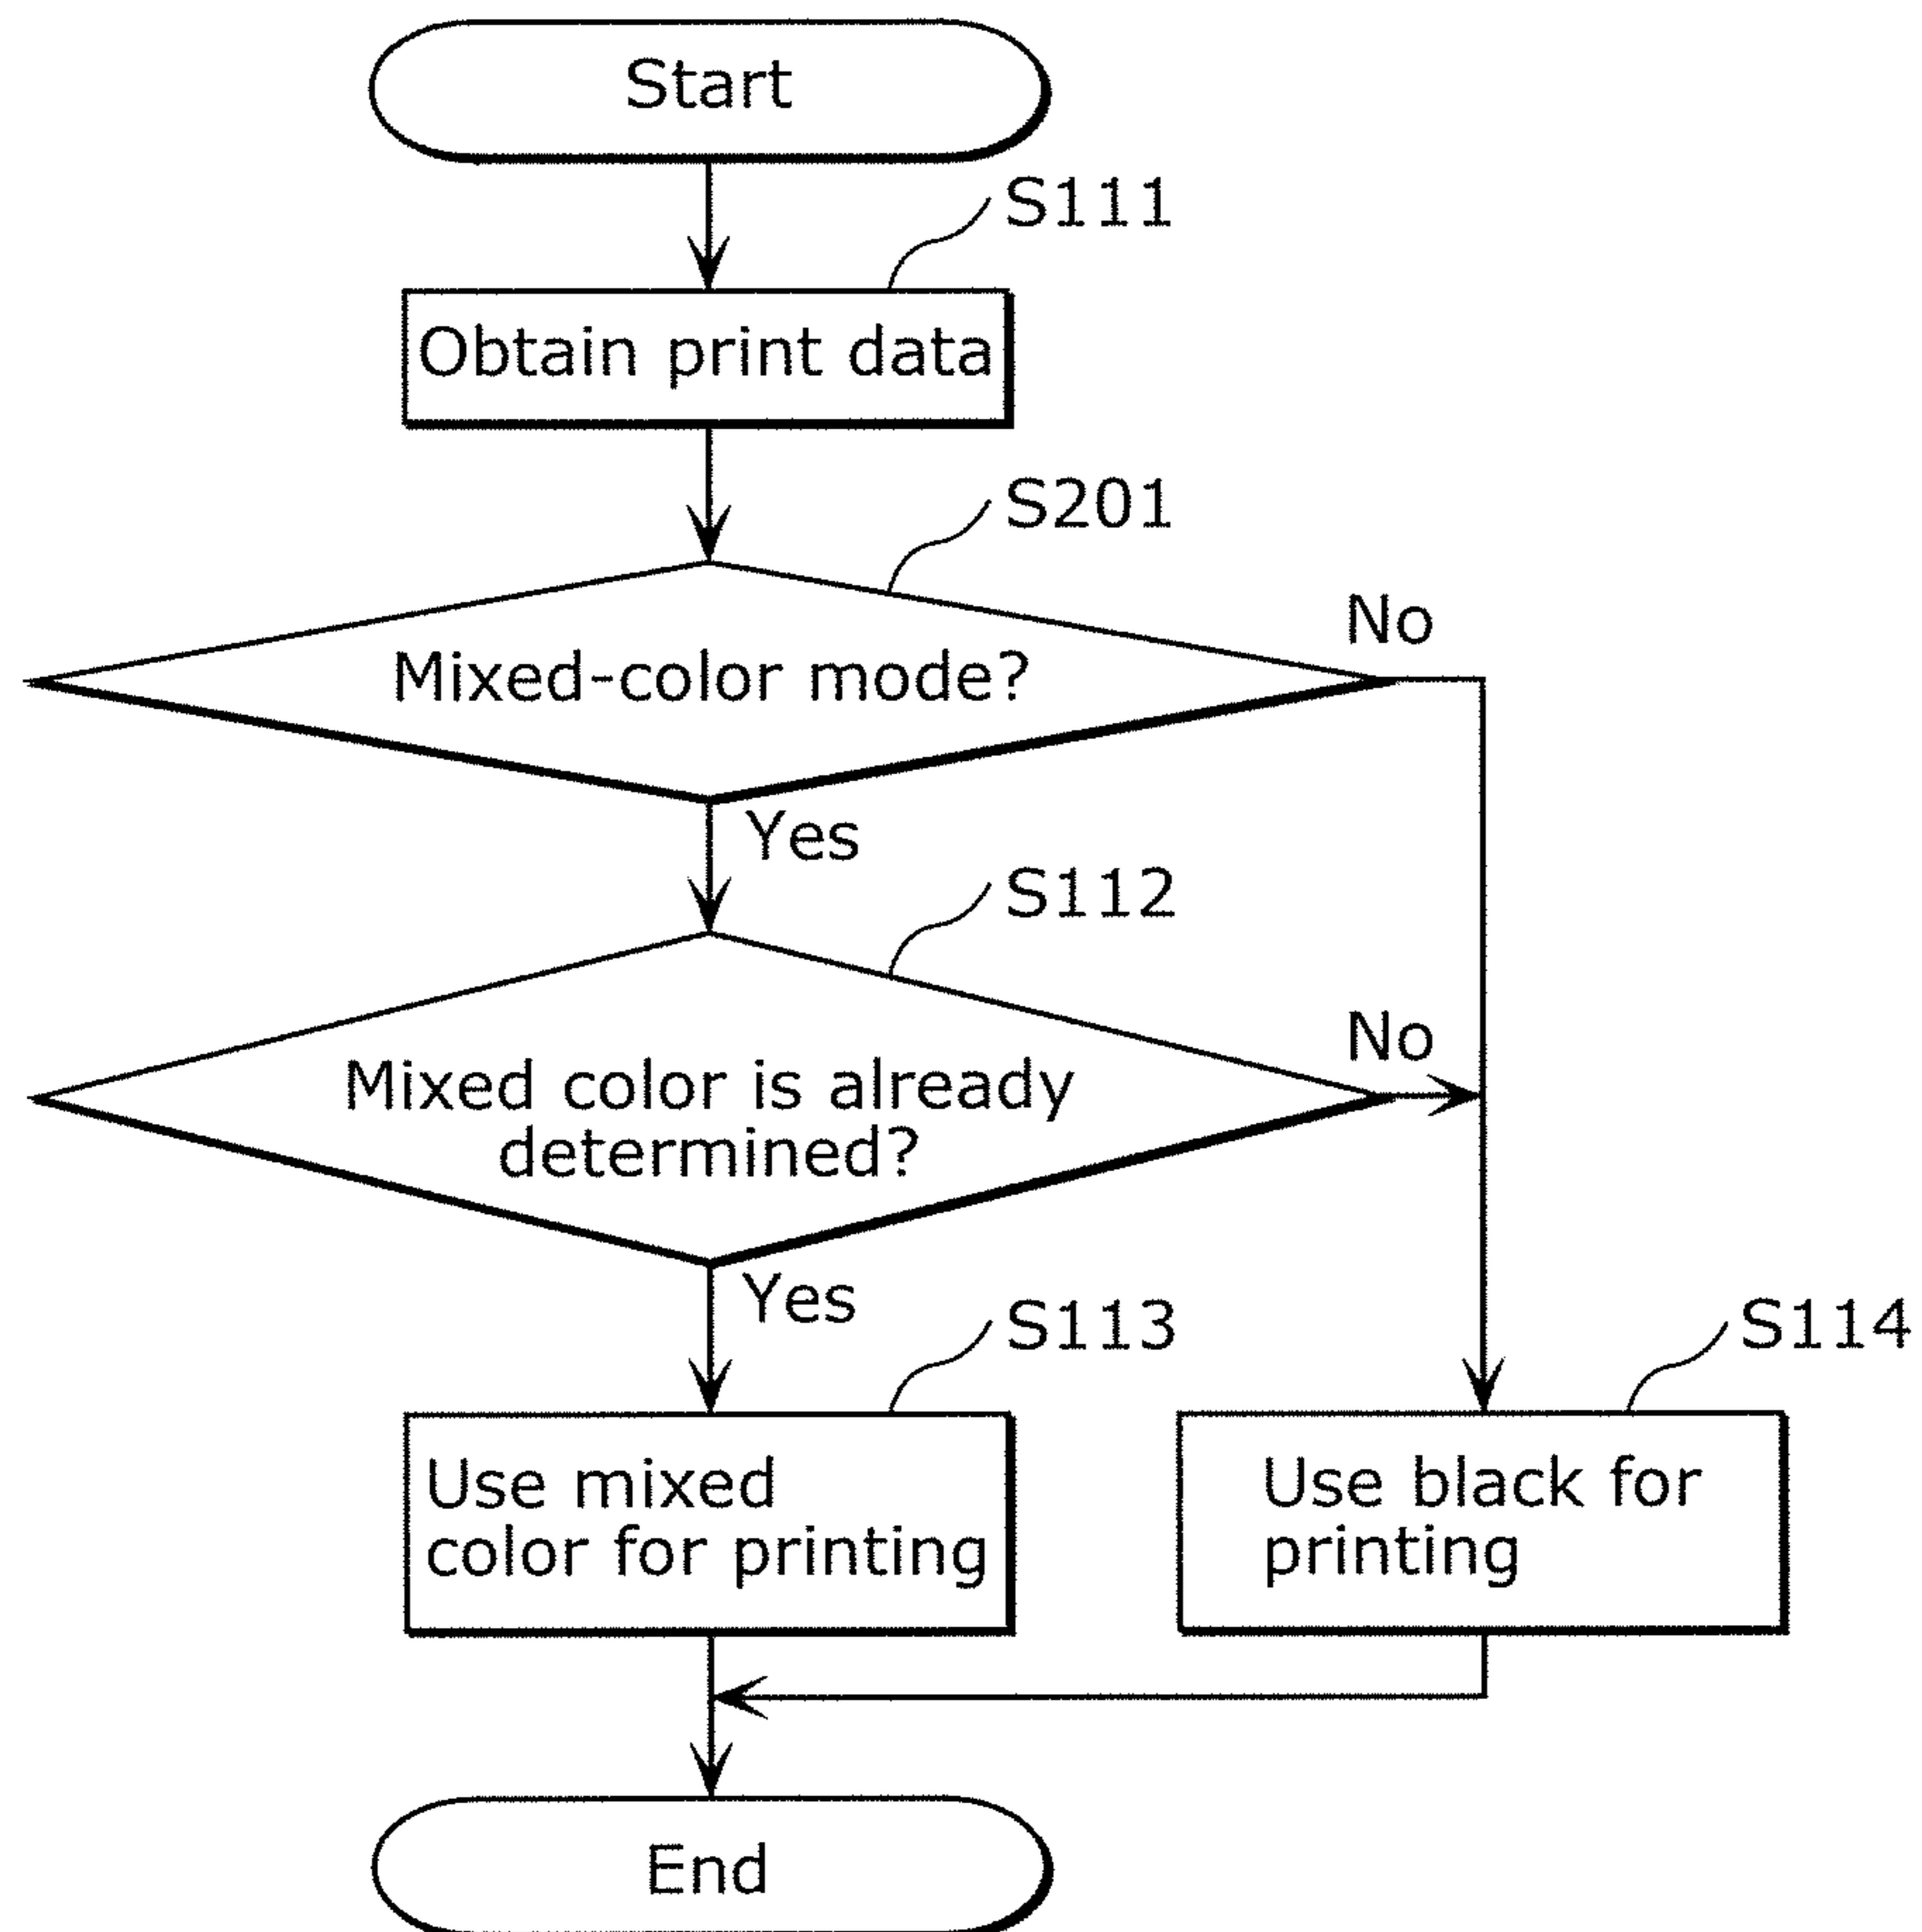 Start
S111
Obtain print data
S201
No
Mixed-color mode?
Yes
S112
No
Mixed color is already
determined?
Yes
S113
S114
Use mixed
color for printing
Use black for
printing
End